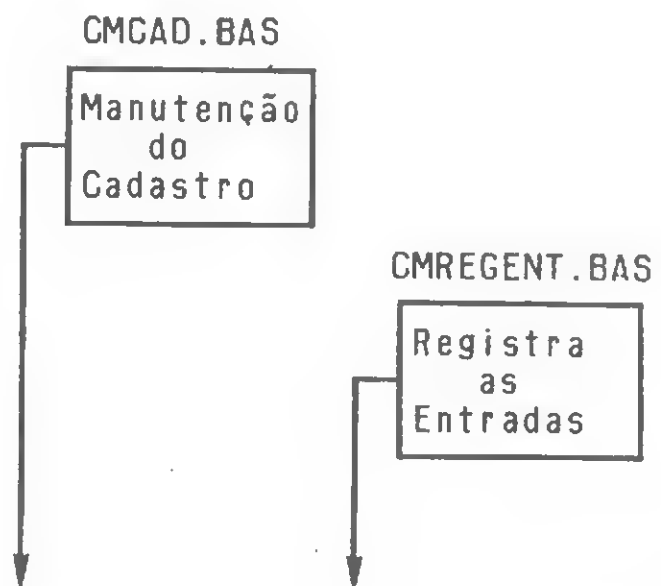 CMCAD.BAS
Manutenção
do
Cadastro
CMREGENT.BAS
Registra
as
Entradas